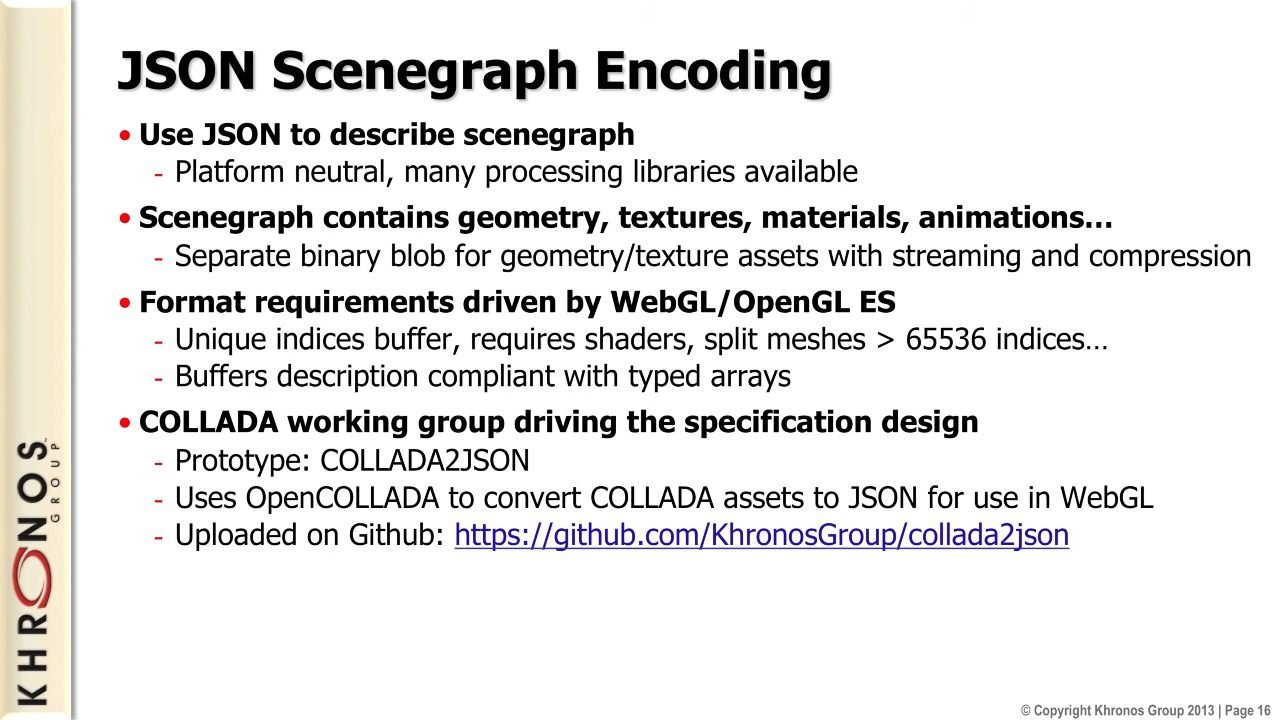 JSON Scenegraph Encoding
• Use JSON to describe scenegraph
- Platform neutral, many processing libraries available
• Scenegraph contains geometry, textures, materials, animations…
- Separate binary blob for geometry/texture assets with streaming and compression
• Format requirements driven by WebGL/OpenGL ES
- Unique indices buffer, requires shaders, split meshes > 65536 indices…
- Buffers description compliant with typed arrays
• COLLADA working group driving the specification design
- Prototype: COLLADA2JSON
- Uses OpenCOLLADA to convert COLLADA assets to JSON for use in WebGL
- Uploaded on Github: https://github.com/KhronosGroup/collada2json
KHRONOS™
GROUP
© Copyright Khronos Group 2013 | Page 16